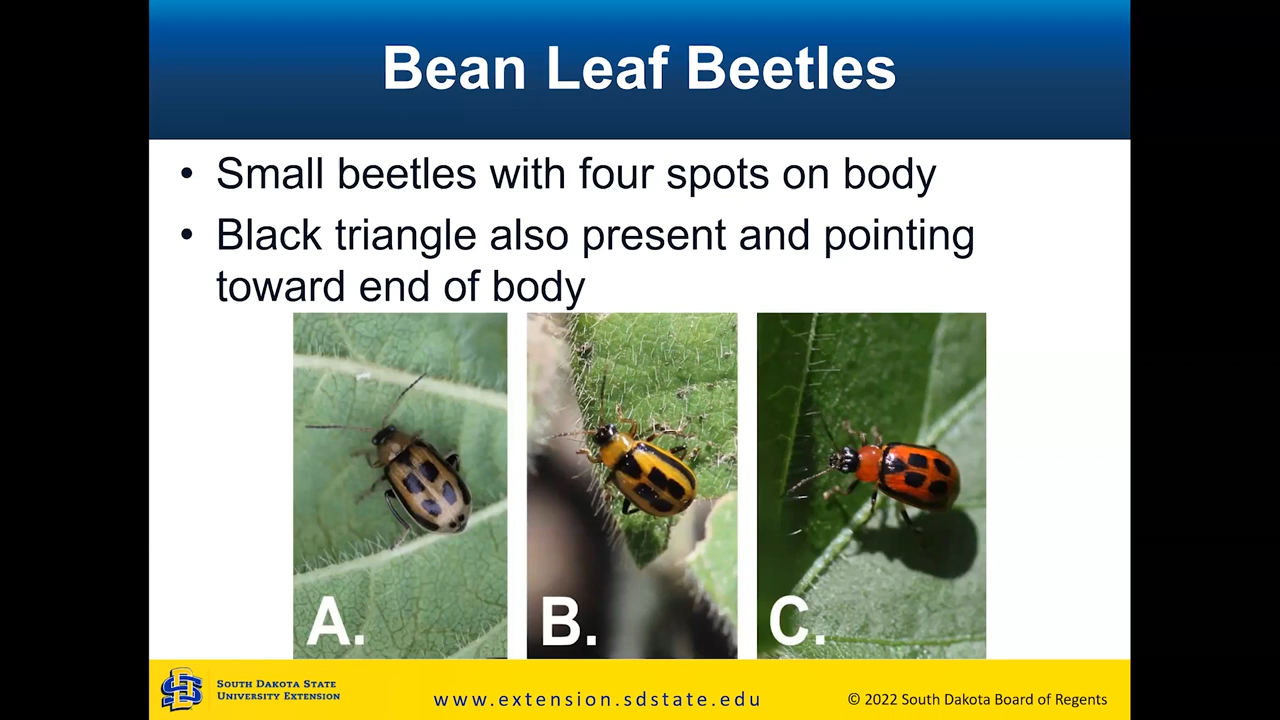 Bean Leaf Beetles
• Small beetles with four spots on body
• Black triangle also present and pointing
toward end of body
A.
B.
C.
SOUTH DAKOTA STATE
UNIVERSITY EXTENSION
www.extension.sdstate.edu
© 2022 South Dakota Board of Regents